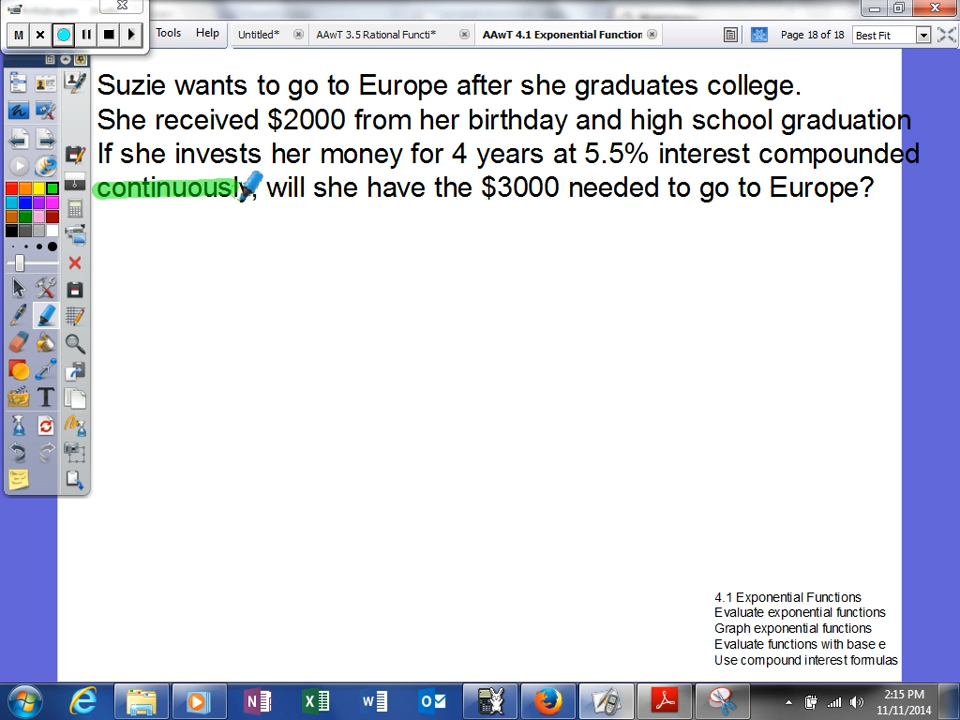 M
Tools Help Untitled* AAwT 3.5 Rational Functi* AAwT 4.1 Exponential Function Page 18 of 18 Best Fit
Suzie wants to go to Europe after she graduates college.
She received $2000 from her birthday and high school graduation
If she invests her money for 4 years at 5.5% interest compounded
continuously, will she have the $3000 needed to go to Europe?
T
4.1 Exponential Functions
Evaluate exponential functions
Graph exponential functions
Evaluate functions with base e
Use compound interest formulas
2:15 PM
11/11/2014